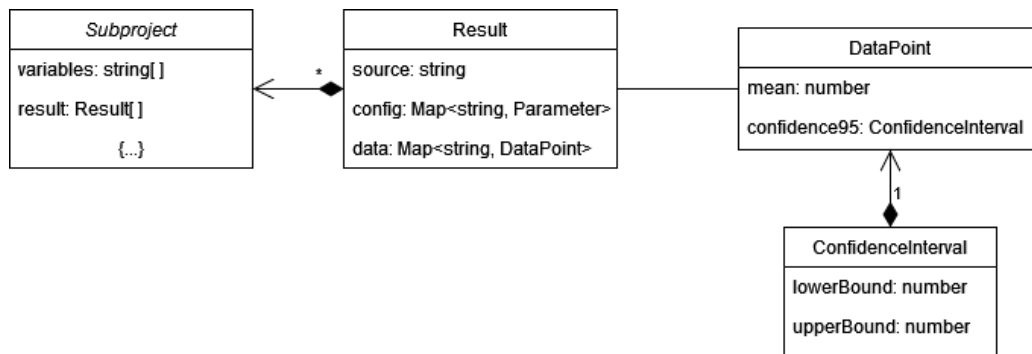 Subproject
variables: string[ ]
result: Result[ ]
{...}
*
Result
source: string
config: Map<string, Parameter>
data: Map<string, DataPoint>
DataPoint
mean: number
confidence95: ConfidenceInterval
1
ConfidenceInterval
lowerBound: number
upperBound: number